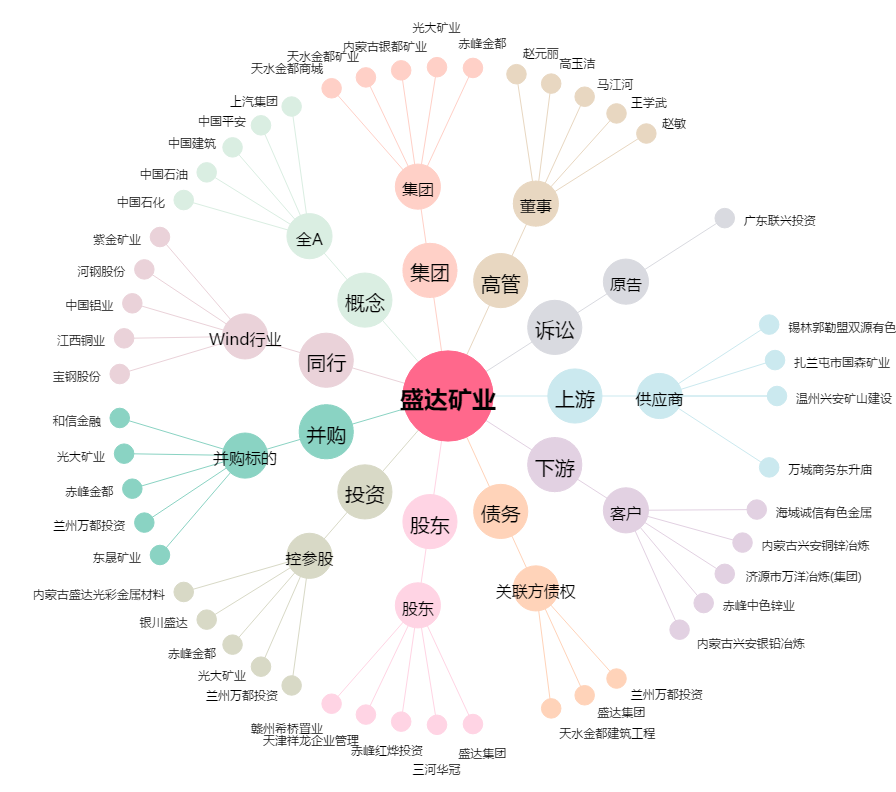 光大矿业
内蒙古银都矿业
赤峰金都
天水金都矿业
天水金都商城
赵元丽
高玉洁
马江河
王学武
赵敏
上汽集团
中国平安
中国建筑
中国石油
中国石化
集团
董事
全A
集团
高管
原告
广东联兴投资
概念
诉讼
紫金矿业
河钢股份
中国铝业
江西铜业
宝钢股份
Wind行业
同行
盛达矿业
上游
供应商
锡林郭勒盟双源有色
扎兰屯市国森矿业
温州兴安矿山建设
万城商务东升庙
和信金融
光大矿业
赤峰金都
兰州万都投资
东晟矿业
并购标的
并购
下游
客户
海城诚信有色金属
内蒙古兴安铜锌冶炼
济源市万洋冶炼(集团)
赤峰中色锌业
内蒙古兴安银铅冶炼
投资
股东
债务
控参股
内蒙古盛达光彩金属材料
银川盛达
赤峰金都
光大矿业
兰州万都投资
股东
关联方债权
兰州万都投资
盛达集团
天水金都建筑工程
赣州希桥置业
天津祥龙企业管理
赤峰红烨投资
三河华冠
盛达集团